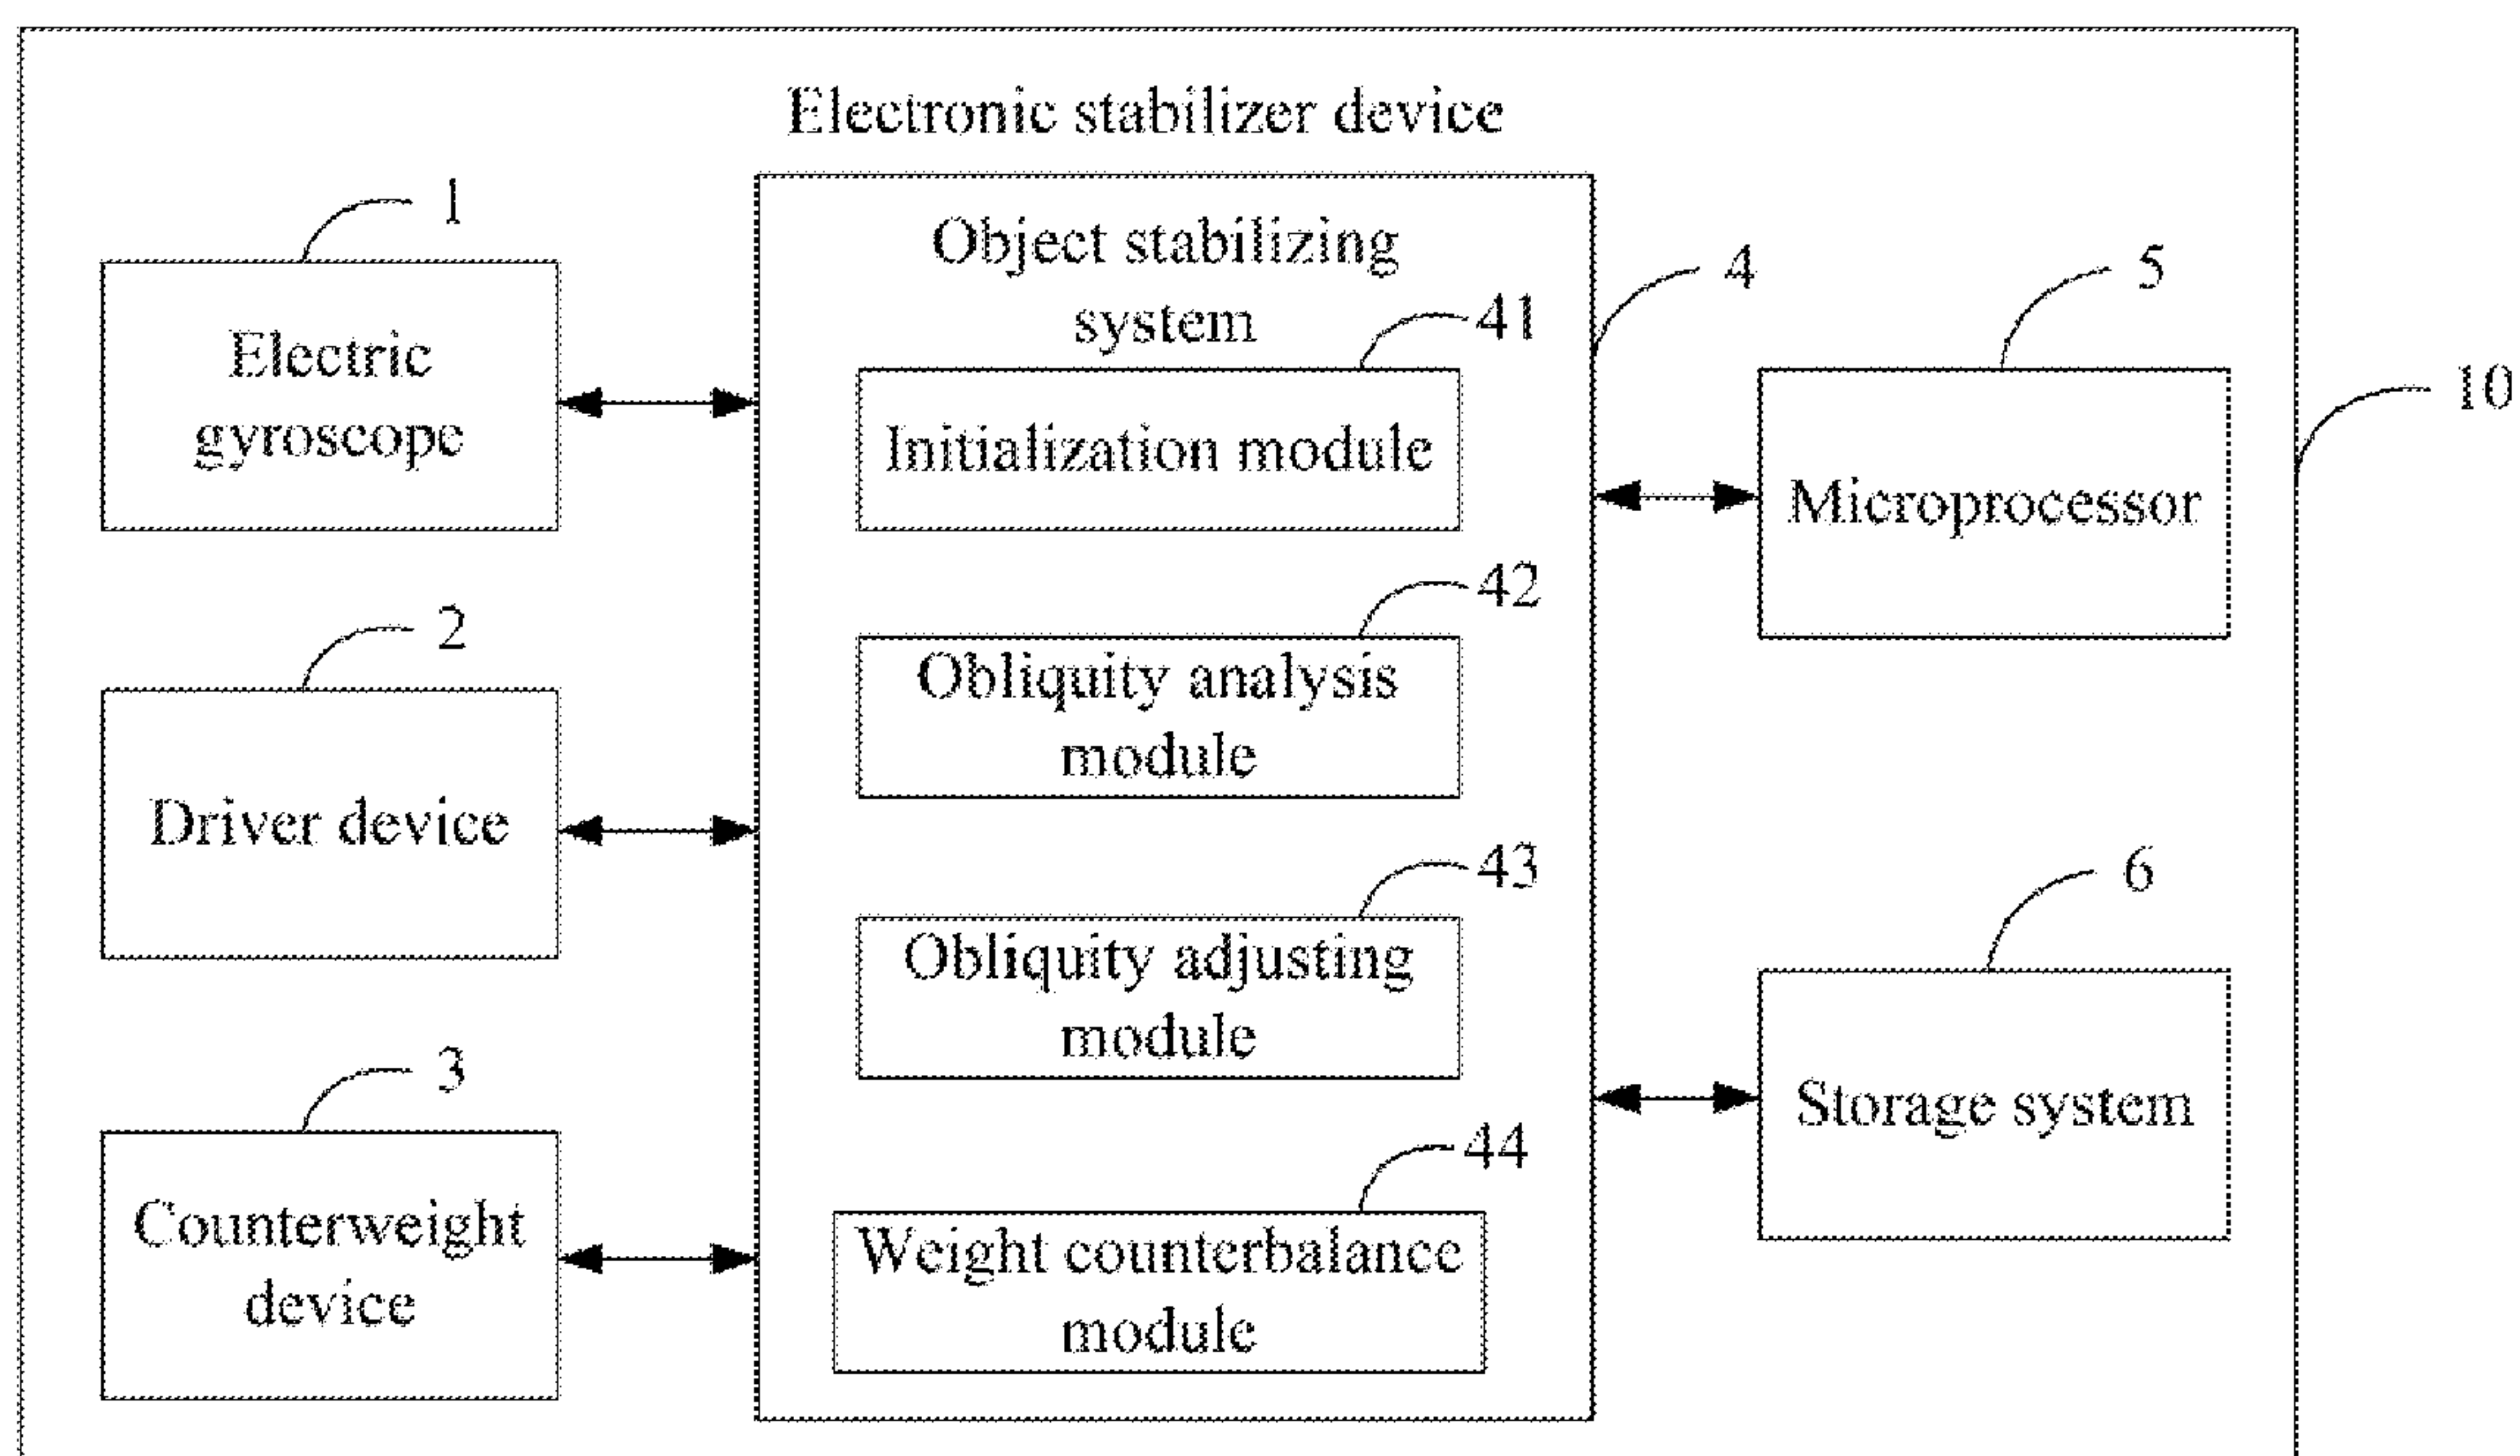 Electronic stabilizer device
1
Electric
gyroscope
2
Driver device
3
Counterweight
device
Object stabilizing
system
4
41
Initialization module
42
Obliquity analysis
module
43
Obliquity adjusting
module
44
Weight counterbalance
module
5
Microprocessor
6
Storage system
10